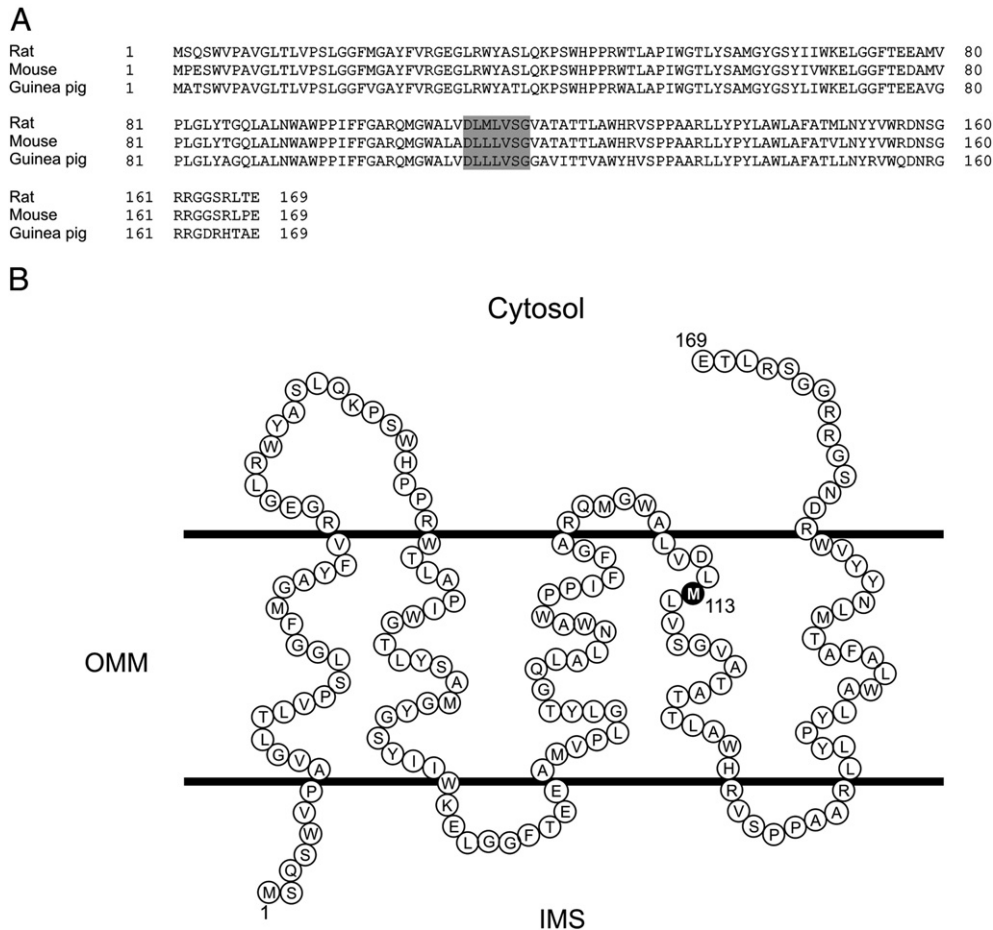 A
Rat 1 MSQSWVPAVGLTLVPSLGGFMGAYFVRGEGLRWYASLQKPSWHPPRWTLAPIWGTLYSAMGYGSYIIWKELGGFTEEAMV 80
Mouse 1 MPESWVPAVGLTLVPSLGGFMGAYFVRGEGLRWYASLQKPSWHPPRWTLAPIWGTLYSAMGYGSYIVWKELGGFTEDAMV 80
Guinea pig 1 MATSWVPAVGLTLVPSLGGFVGAYFVRGEGLRWYATLQKPSWHPPRWALAPIWGTLYSAMGYGSYLIWKELGGFTEEAVG 80
Rat 81 PLGLYTGQLALNWAWPPIFFGARQMGWALVDLMLVSGVATATTLAWHRVSPPAARLLYPYLAWLAFATMLNYYVWRDNSG 160
Mouse 81 PLGLYTGQLALNWAWPPIFFGARQMGWALADLLLVSGVATATTLAWHRVSPPAARLLYPYLAWLAFATVLNYYVWRDNSG 160
Guinea pig 81 PLGLYAGQLALNWAWPPIFFGARQMGWALVDLLLVSGGAVITTVAWYHVSPPAARLLYPYLAWLAFATMLNYRVWQDNRG 160
Rat 161 RRGGSRLTE 169
Mouse 161 RRGGSRLPE 169
Guinea pig 161 RRGDRHTAE 169
B
Cytosol
OMM
IMS
1
M S Q S W V P A V G L T L V P S L G G F M G A Y F V R G E G L R W Y A S L Q K P S W H P P R W T L A P I W G T L Y S A M G Y G S Y I I W K E L G G F T E E A M V P L G L Y T G Q L A L N W A W P P I F F G A R Q M G W A L V D L M L V S G V A T A T T L A W H R V S P P A A R L L Y P Y L A W L A F A T M L N Y Y V W R D N S G R R G G S R L T E
113
169